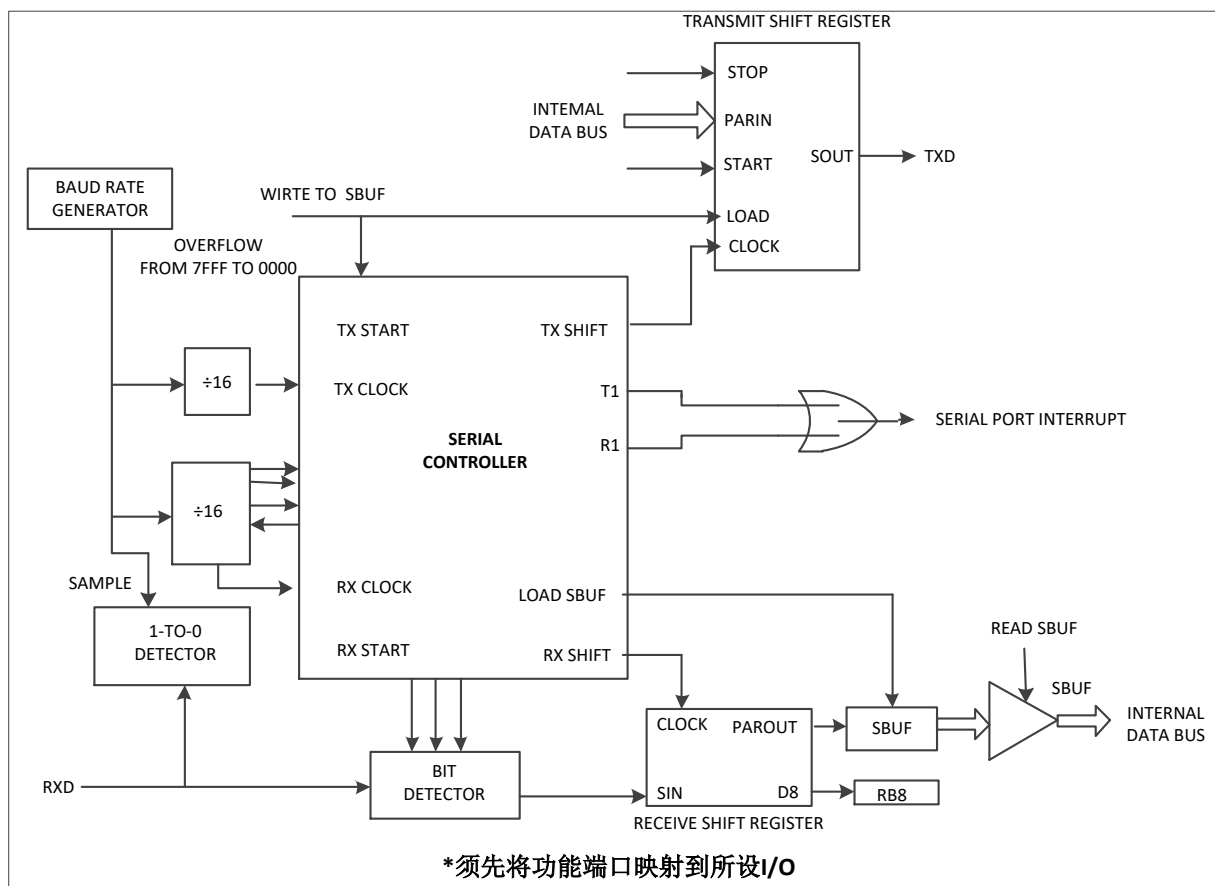 TRANSMIT SHIFT REGISTER
STOP
INTEMAL
DATA BUS
PARIN
SOUT
TXD
START
BAUD RATE
GENERATOR
WIRTE TO SBUF
LOAD
CLOCK
OVERFLOW
FROM 7FFF TO 0000
TX START
TX SHIFT
÷16
TX CLOCK
T1
SERIAL PORT INTERRUPT
SERIAL
CONTROLLER
R1
÷16
SAMPLE
RX CLOCK
LOAD SBUF
1-TO-0
DETECTOR
RX START
RX SHIFT
READ SBUF
SBUF
CLOCK
PAROUT
SBUF
INTERNAL
DATA BUS
RXD
BIT
DETECTOR
SIN
D8
RB8
RECEIVE SHIFT REGISTER
*须先将功能端口映射到所设I/O